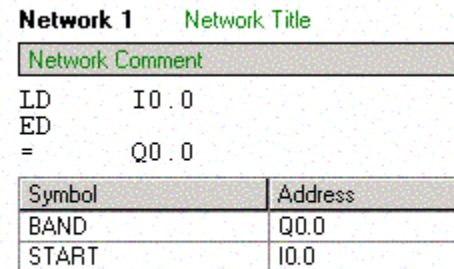 Network 1 Network Title
Network Comment
LD I0.0
ED
= Q0.0
Symbol Address
BAND Q0.0
START I0.0